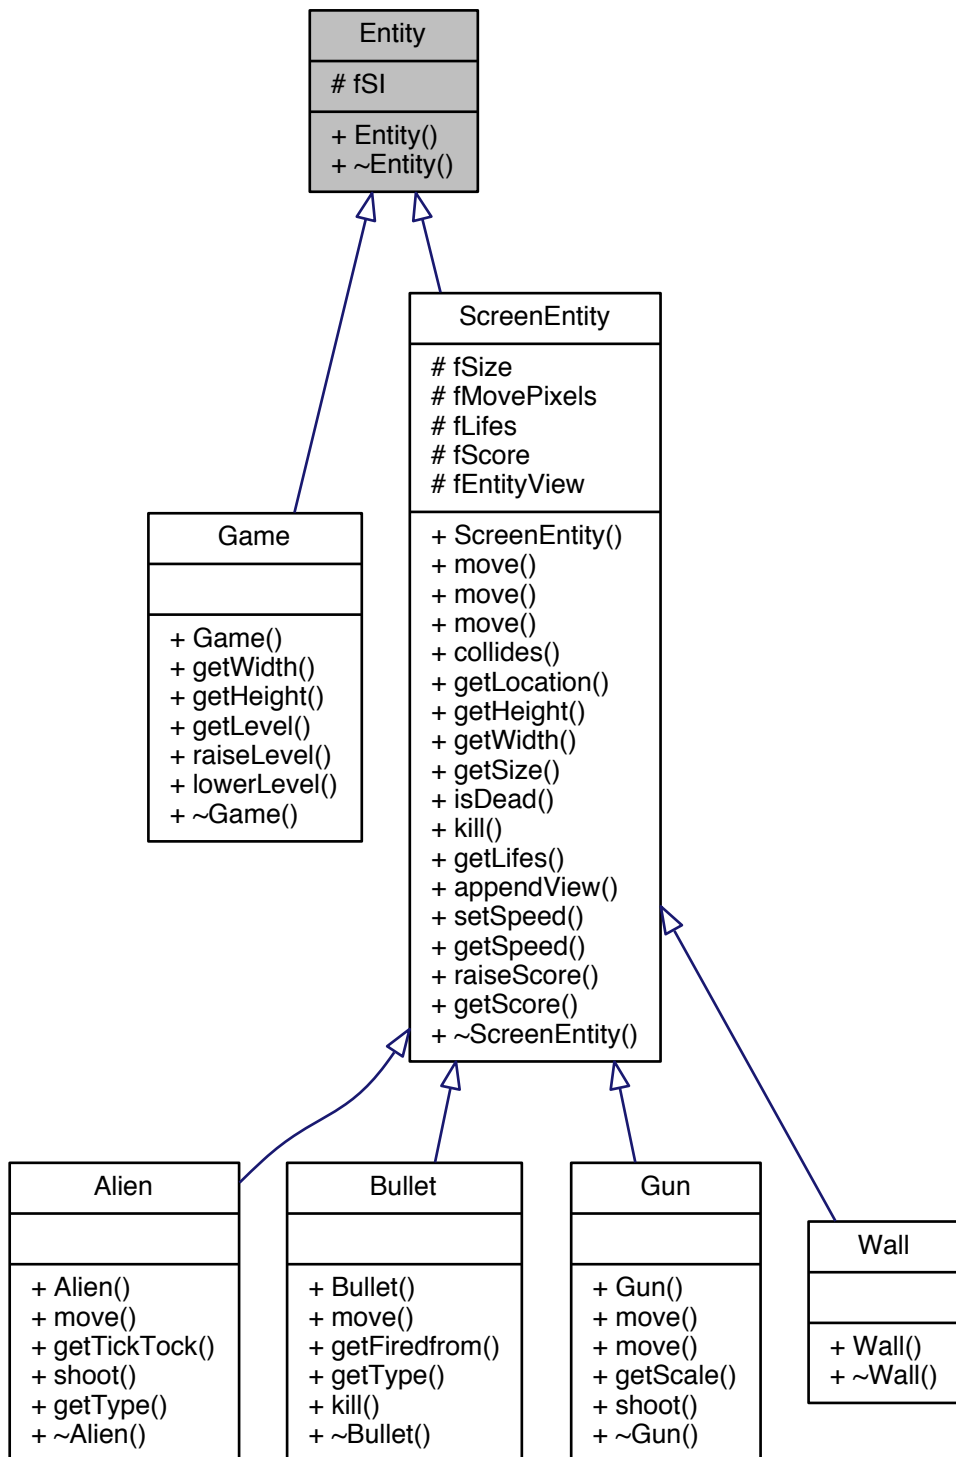 Entity
# fSI
+ Entity()
+ ~Entity()
ScreenEntity
# fSize
# fMovePixels
# fLifes
# fScore
# fEntityView
+ ScreenEntity()
+ move()
+ move()
+ move()
+ collides()
+ getLocation()
+ getHeight()
+ getWidth()
+ getSize()
+ isDead()
+ kill()
+ getLifes()
+ appendView()
+ setSpeed()
+ getSpeed()
+ raiseScore()
+ getScore()
+ ~ScreenEntity()
Game
+ Game()
+ getWidth()
+ getHeight()
+ getLevel()
+ raiseLevel()
+ lowerLevel()
+ ~Game()
Alien
+ Alien()
+ move()
+ getTickTock()
+ shoot()
+ getType()
+ ~Alien()
Bullet
+ Bullet()
+ move()
+ getFiredfrom()
+ getType()
+ kill()
+ ~Bullet()
Gun
+ Gun()
+ move()
+ move()
+ getScale()
+ shoot()
+ ~Gun()
Wall
+ Wall()
+ ~Wall()